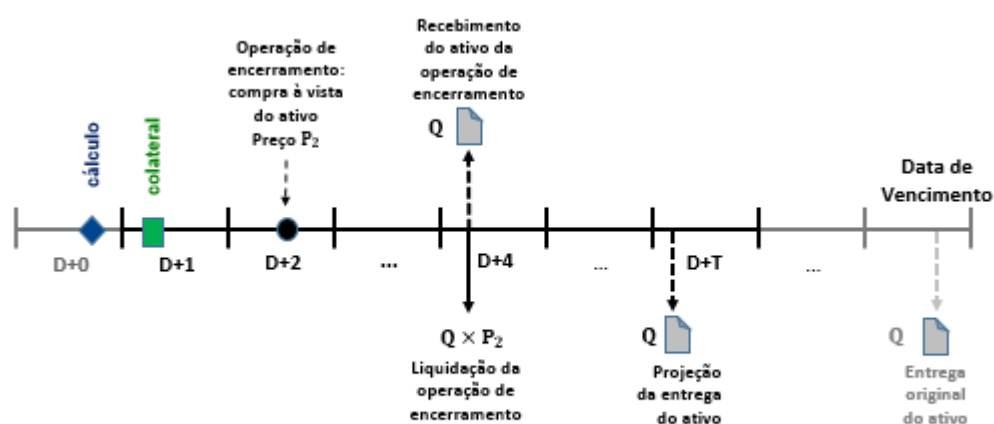 Operação de
encerramento:
compra à vista
do ativo
Preço P₂
Recebimento
do ativo da
operação de
encerramento
Q
cálculo
colateral
Data de
Vencimento
D+0
D+1
D+2
...
D+4
...
D+T
...
Q × P₂
Liquidação da
operação de
encerramento
Q
Projeção
da entrega
do ativo
Q
Entrega
original
do ativo